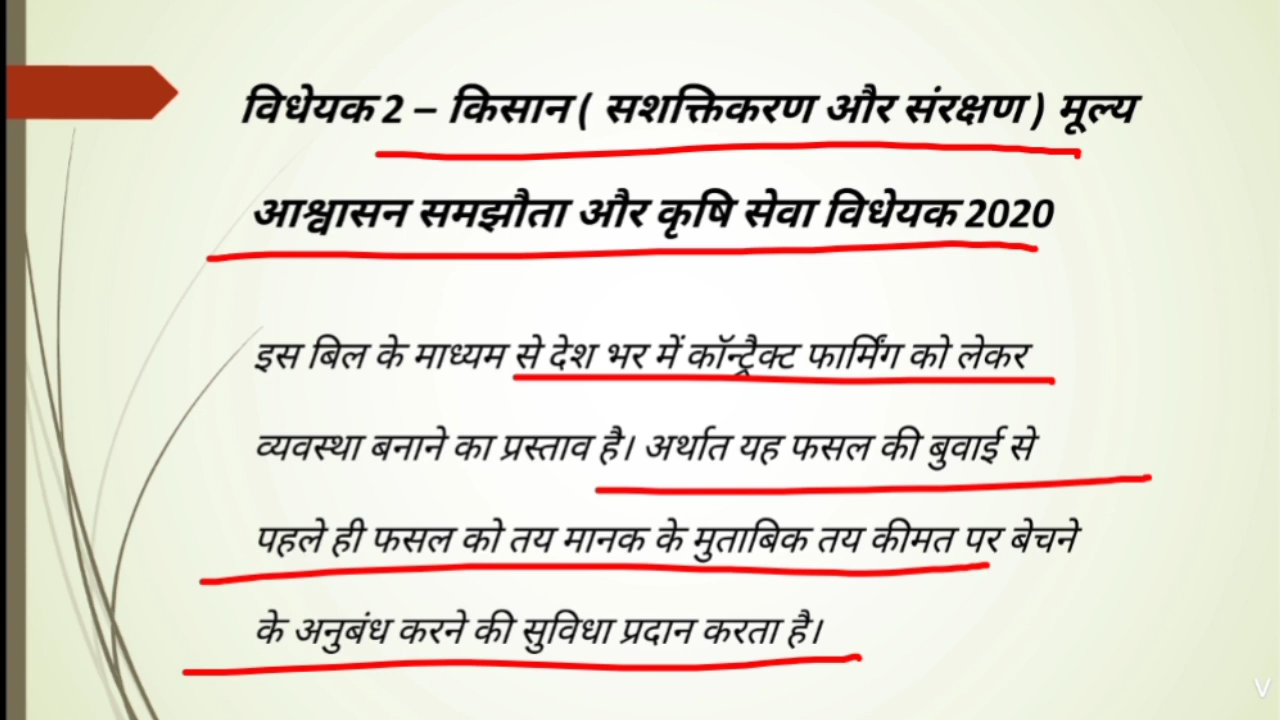 विधेयक 2 – किसान ( सशक्तिकरण और संरक्षण ) मूल्य
आश्वासन समझौता और कृषि सेवा विधेयक 2020
इस बिल के माध्यम से देश भर में कॉन्ट्रैक्ट फार्मिंग को लेकर
व्यवस्था बनाने का प्रस्ताव है। अर्थात यह फसल की बुवाई से
पहले ही फसल को तय मानक के मुताबिक तय कीमत पर बेचने
के अनुबंध करने की सुविधा प्रदान करता है।
V